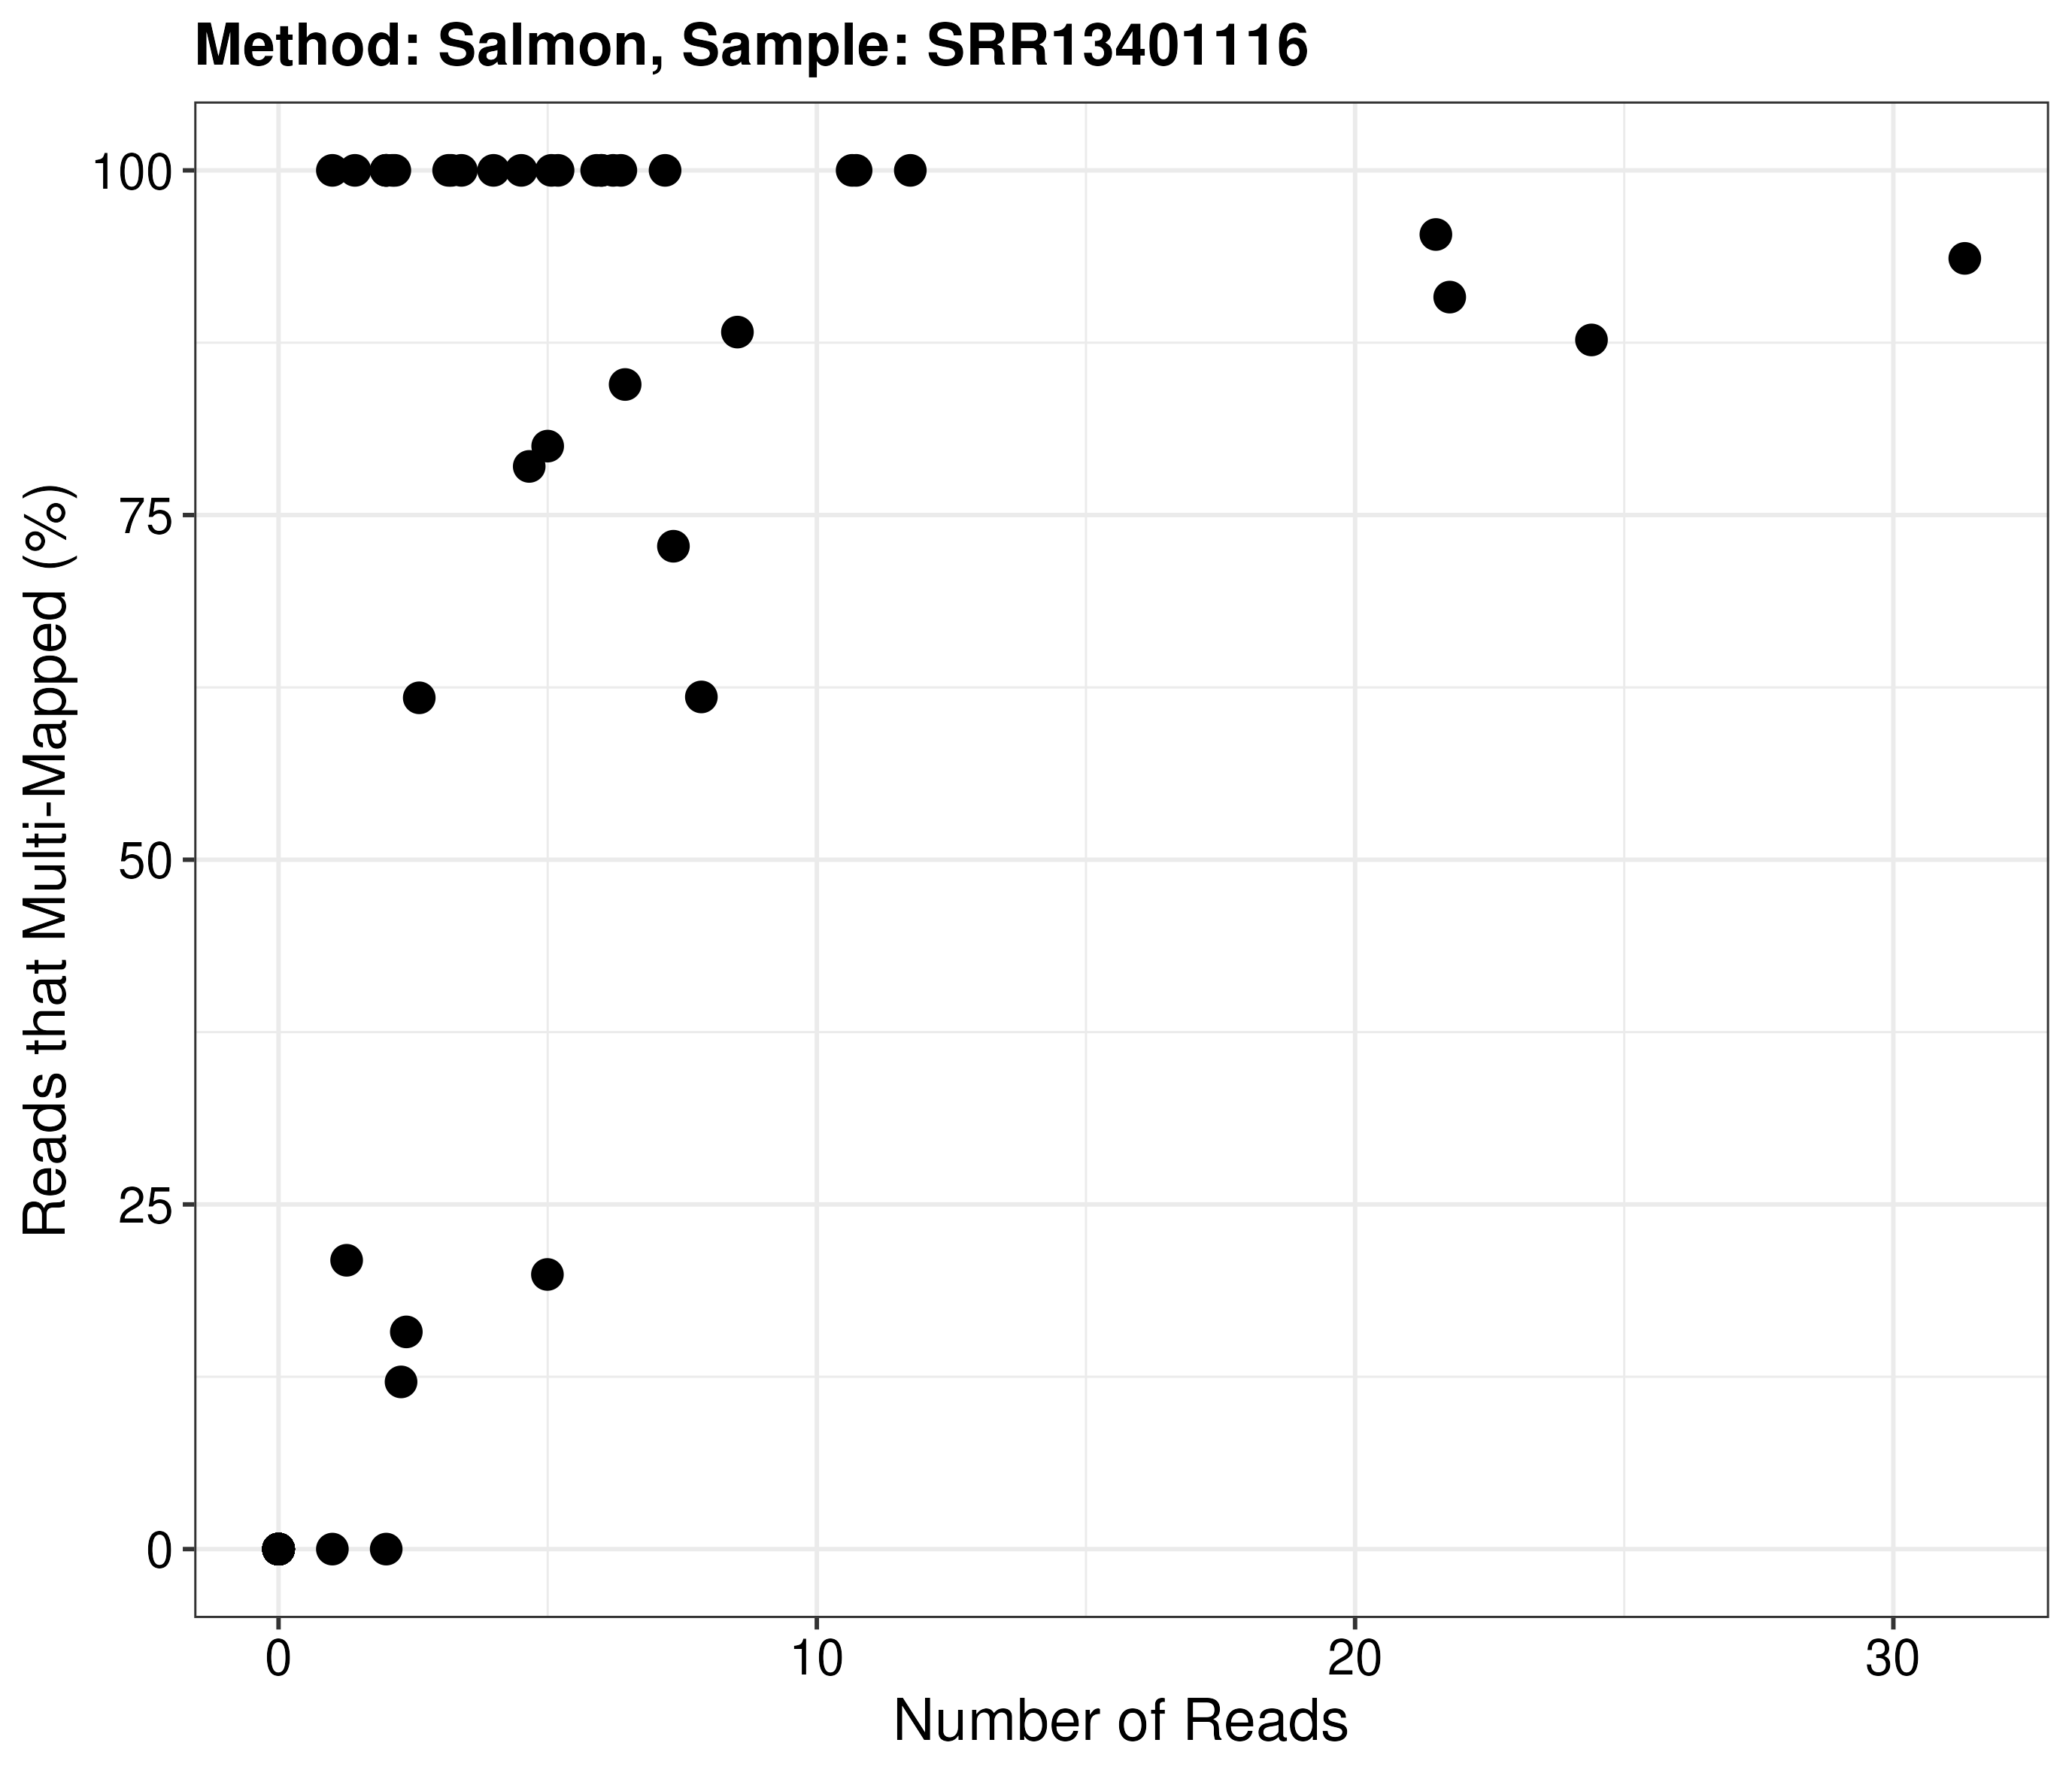 Method: Salmon, Sample: SRR13401116
Reads that Multi-Mapped (%)
100
75
50
25
0
0 10 20 30
Number of Reads